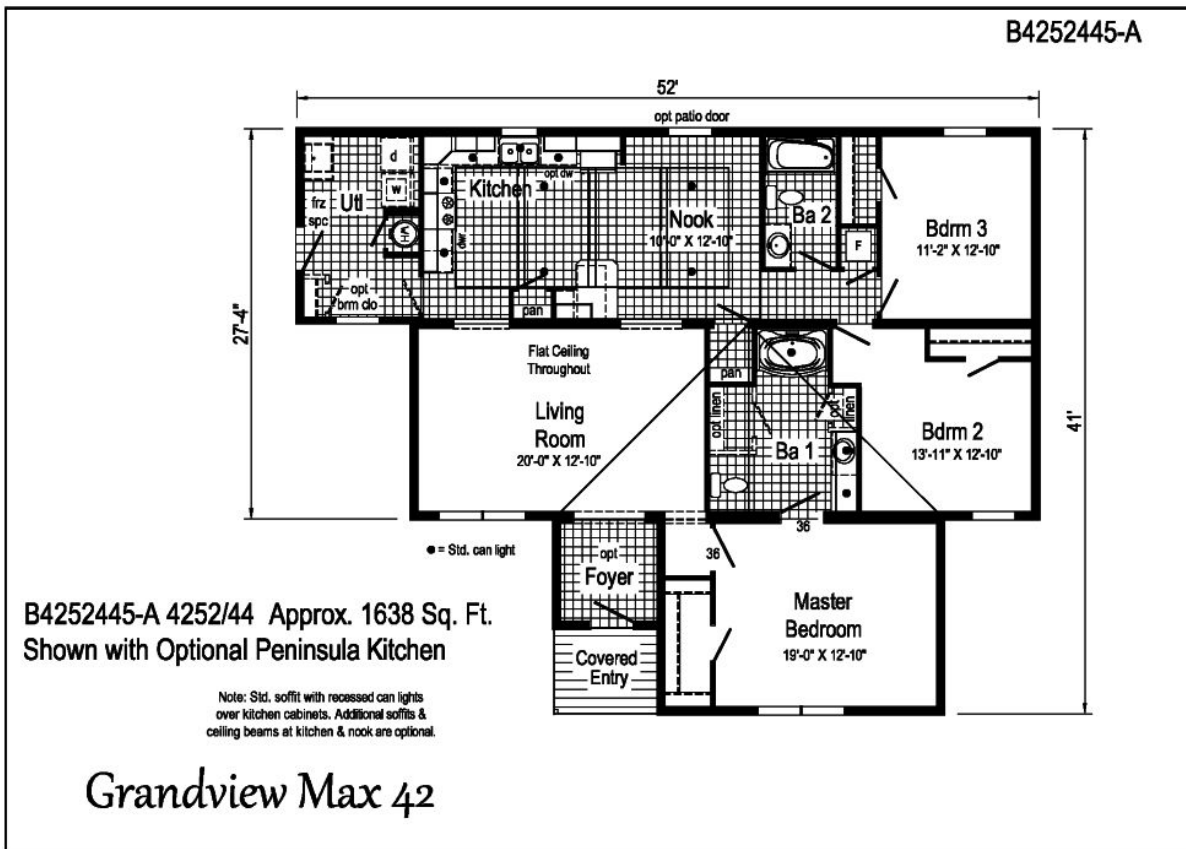 B4252445-A
52'
opt patio door
d
w
frz
spc
Utl
WH
opt
brm clo
Kitchen
opt dw
dwr
Nook
10'-0" X 12'-10"
pan
Ba 2
F
Bdrm 3
11'-2" X 12'-10"
27'-4"
41'
Flat Ceiling
Throughout
Living
Room
20'-0" X 12'-10"
pan
opt linen
opt
linen
Ba 1
Bdrm 2
13'-11" X 12'-10"
36
36
● = Std. can light
opt
Foyer
Covered
Entry
Master
Bedroom
19'-0" X 12'-10"
B4252445-A 4252/44 Approx. 1638 Sq. Ft.
Shown with Optional Peninsula Kitchen
Note: Std. soffit with recessed can lights
over kitchen cabinets. Additional soffits &
ceiling beams at kitchen & nook are optional.
Grandview Max 42